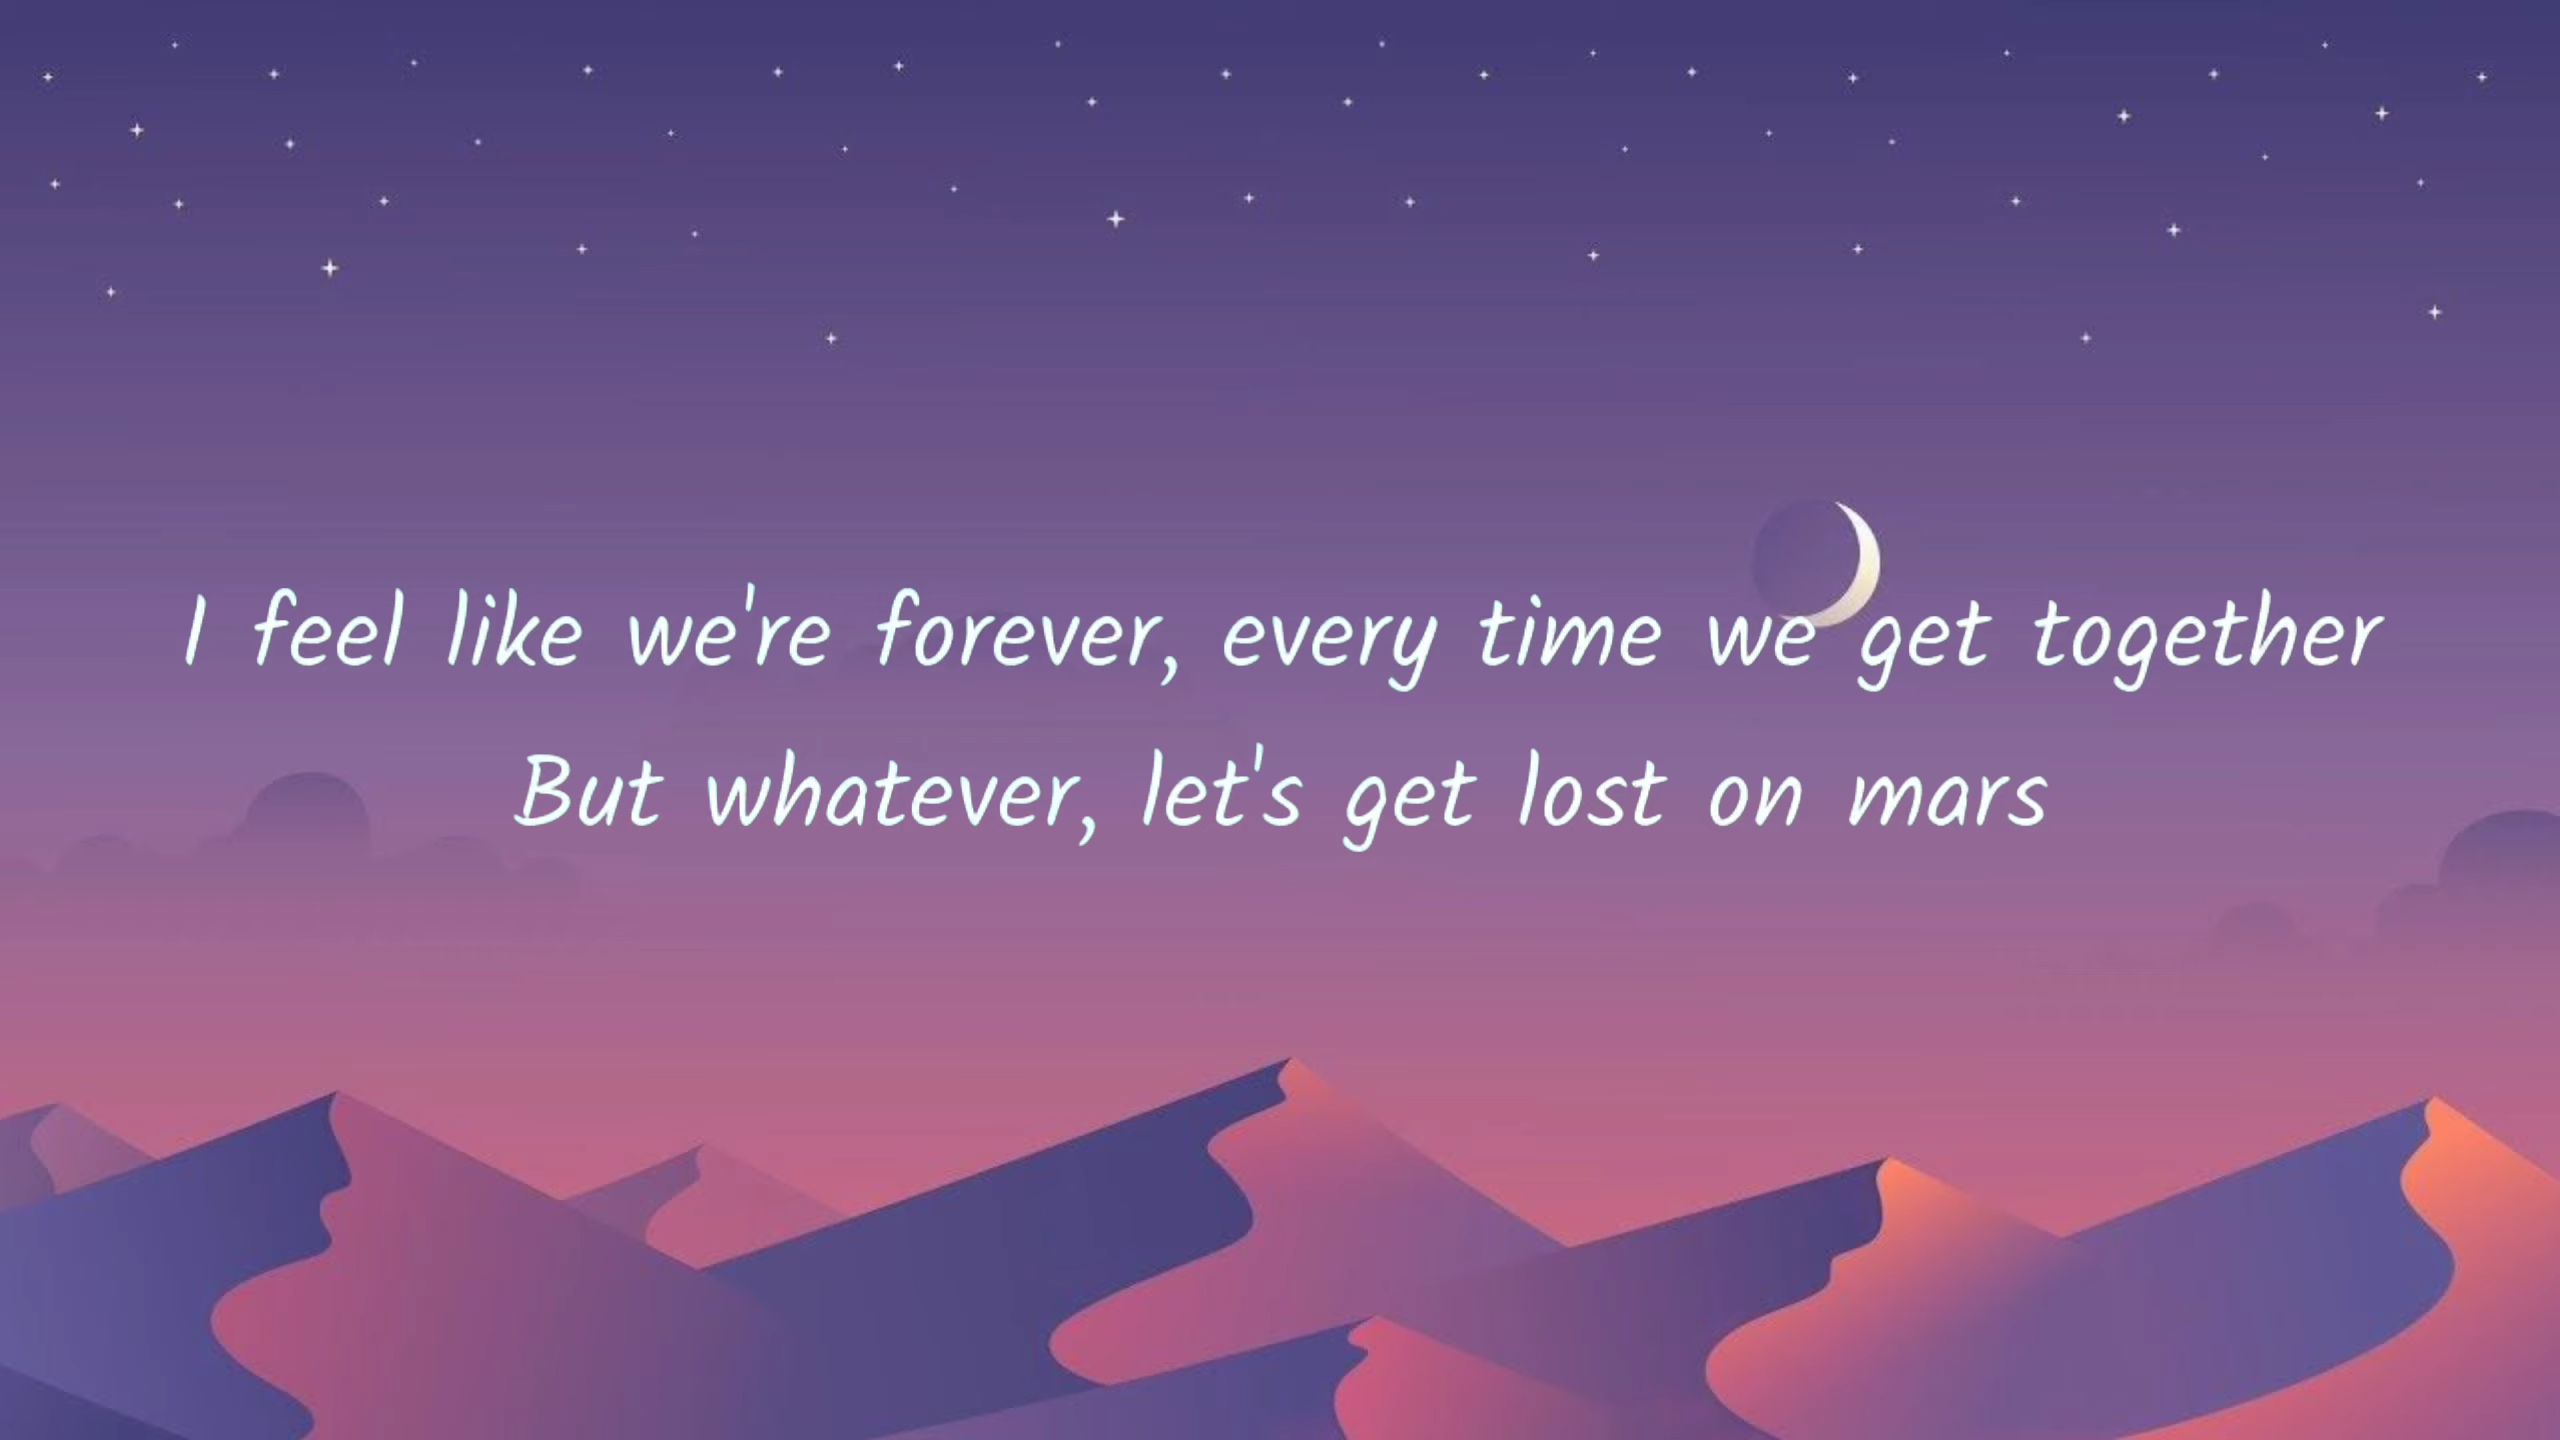 I feel like we're forever, every time we get together
But whatever, let's get lost on mars